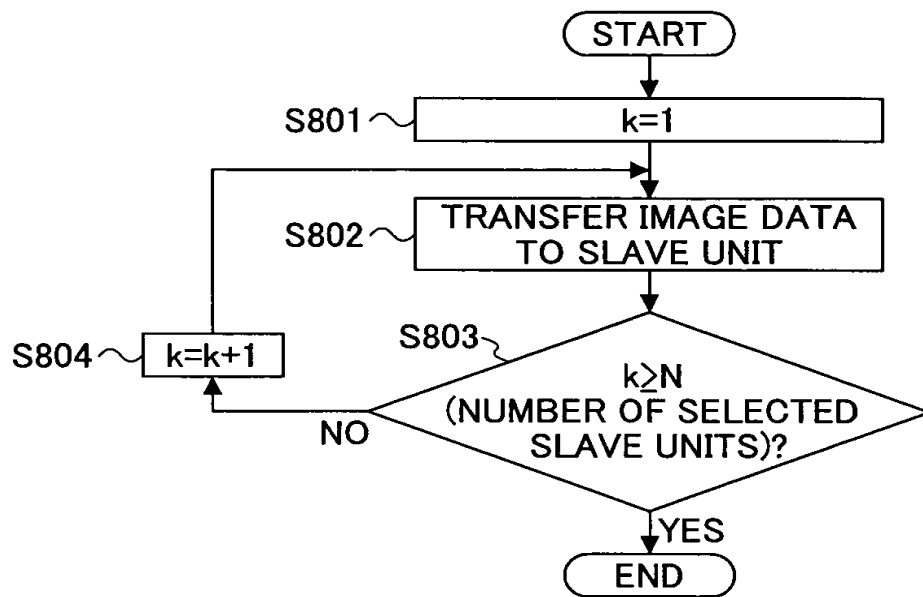 START
S801
k=1
S802
TRANSFER IMAGE DATA
TO SLAVE UNIT
S803
S804
k=k+1
k≥N
(NUMBER OF SELECTED
SLAVE UNITS)?
NO
YES
END